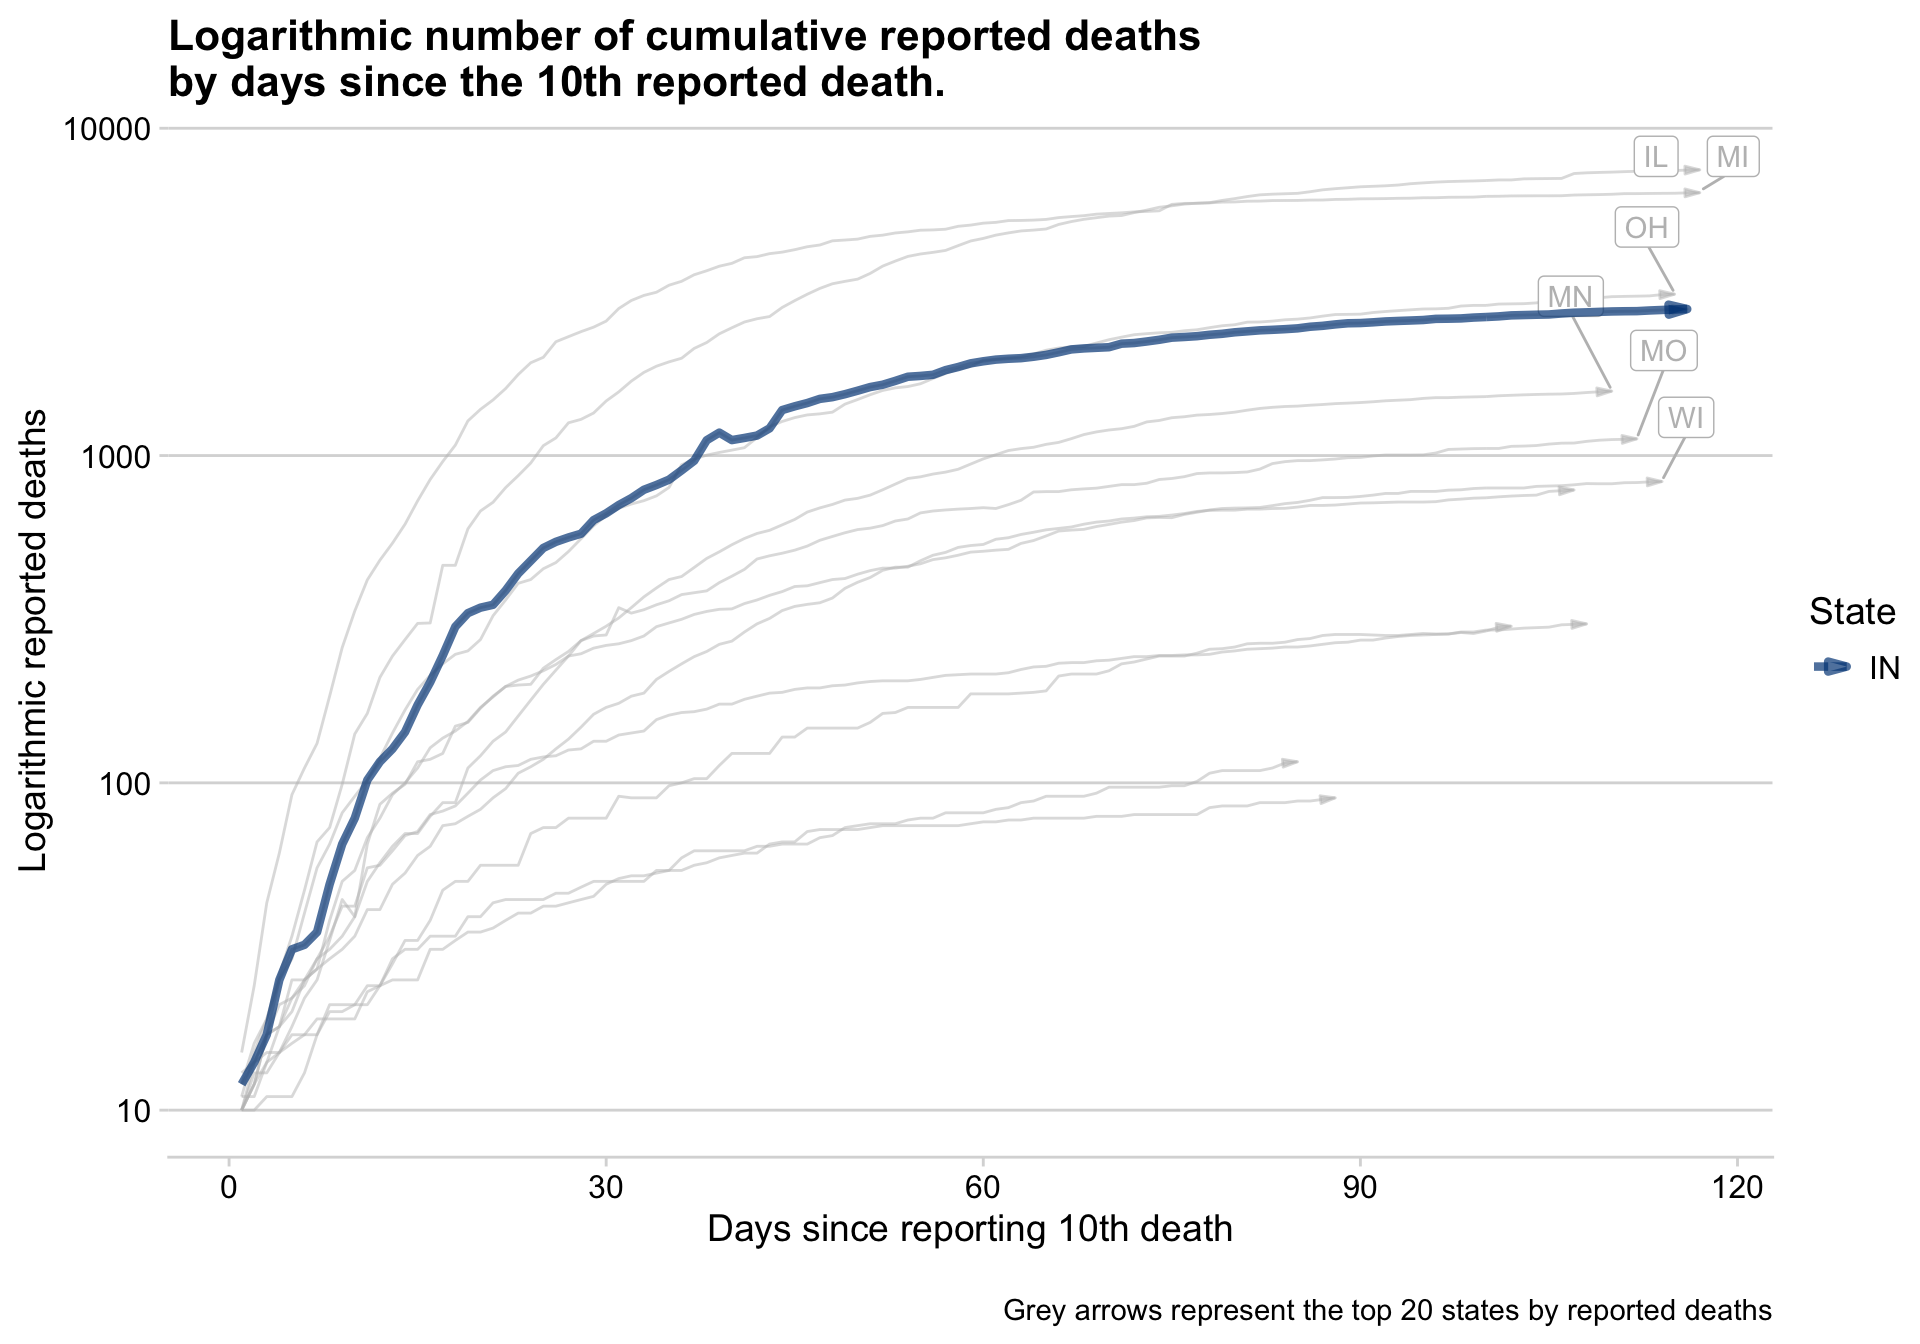 Logarithmic number of cumulative reported deaths
by days since the 10th reported death.
10000
1000
100
10
Logarithmic reported deaths
IL
MI
OH
MN
MO
WI
State
IN
0
30
60
90
120
Days since reporting 10th death
Grey arrows represent the top 20 states by reported deaths